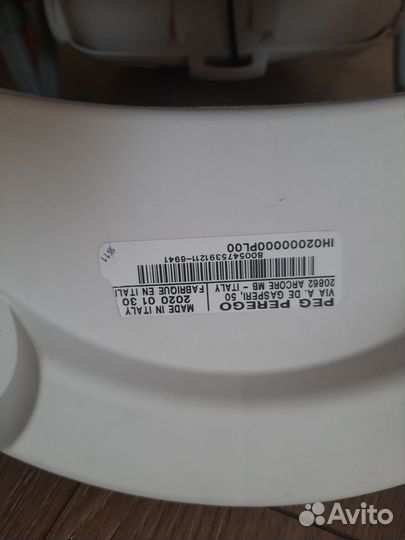 PEG PEREGO
VIA A. DE GASPERI, 50
20862 ARCORE MB - ITALY
MADE IN ITALY
2020 01 30
FABRIQUE EN ITALI
8005475391211-6941
IH02000000PL00
Avito